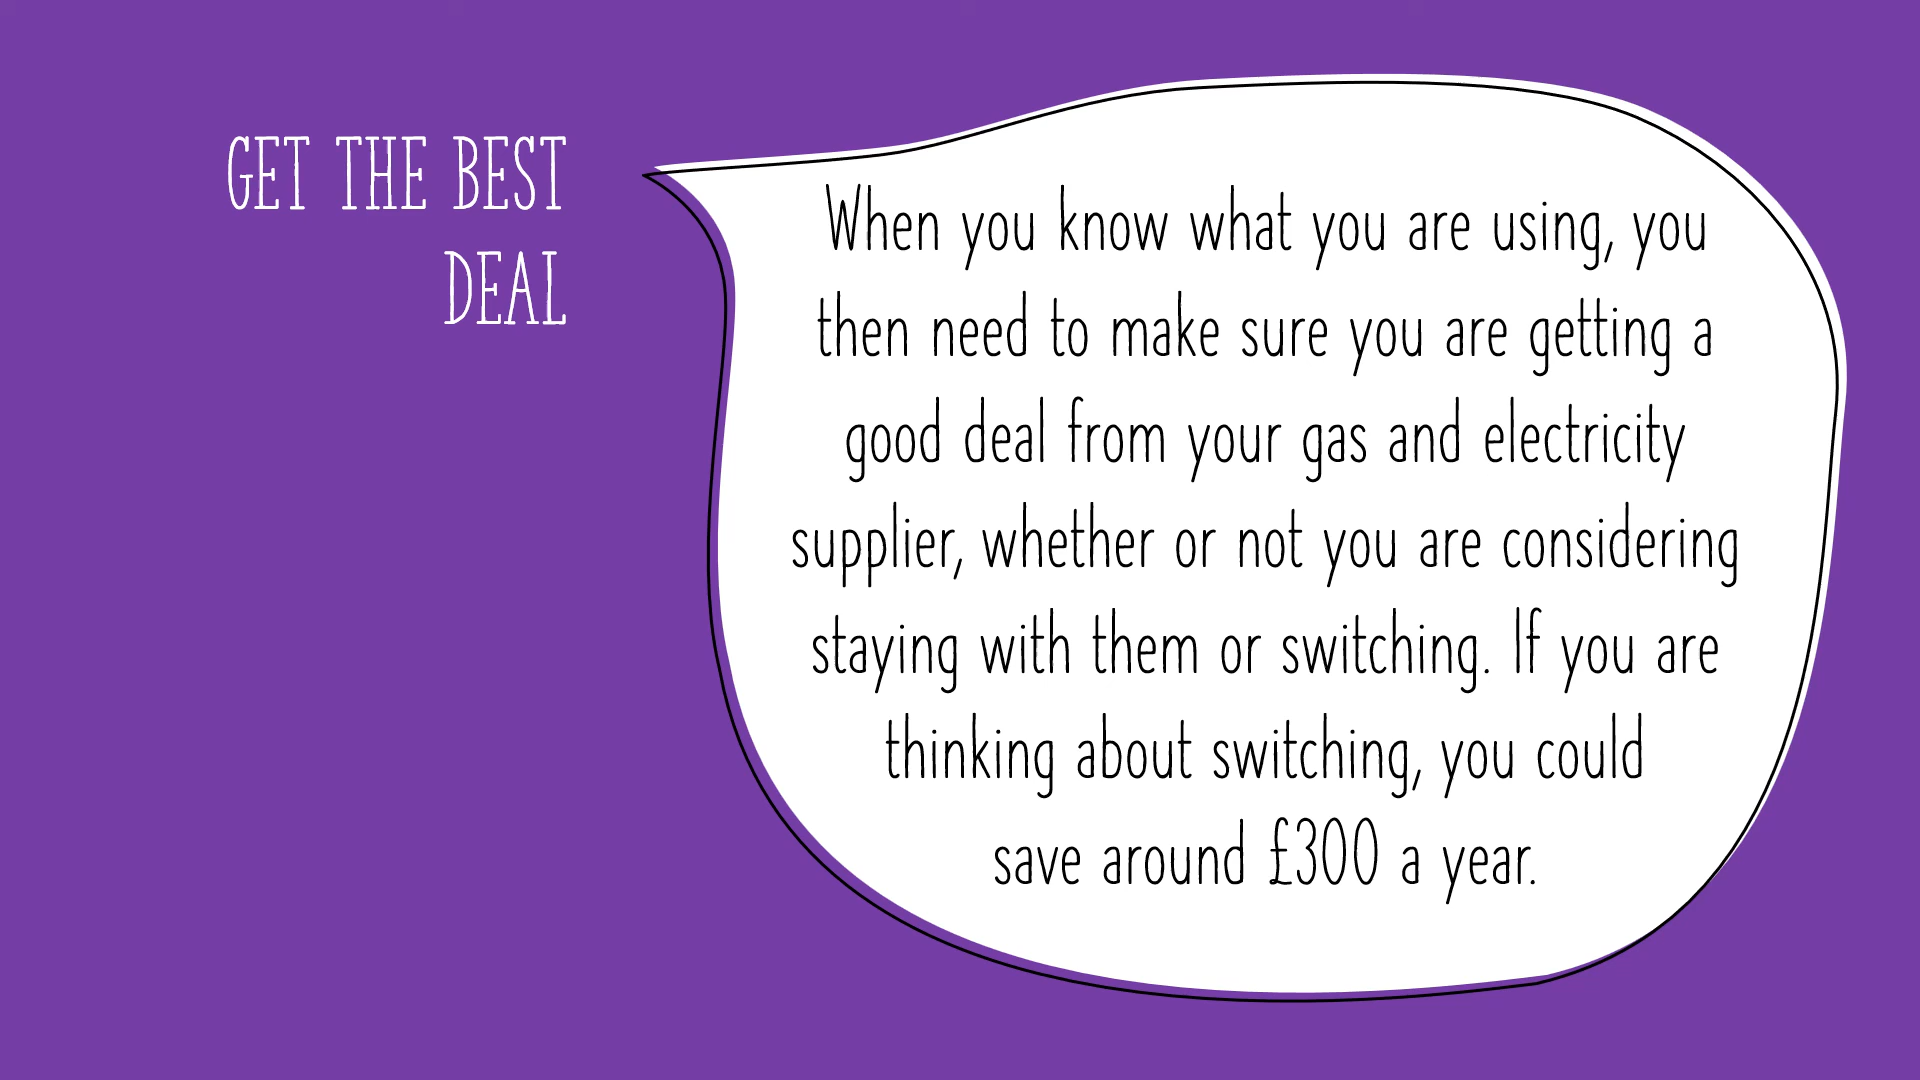 GET THE BEST
DEAL
When you know what you are using, you
then need to make sure you are getting a
good deal from your gas and electricity
supplier, whether or not you are considering
staying with them or switching. If you are
thinking about switching, you could
save around £300 a year.